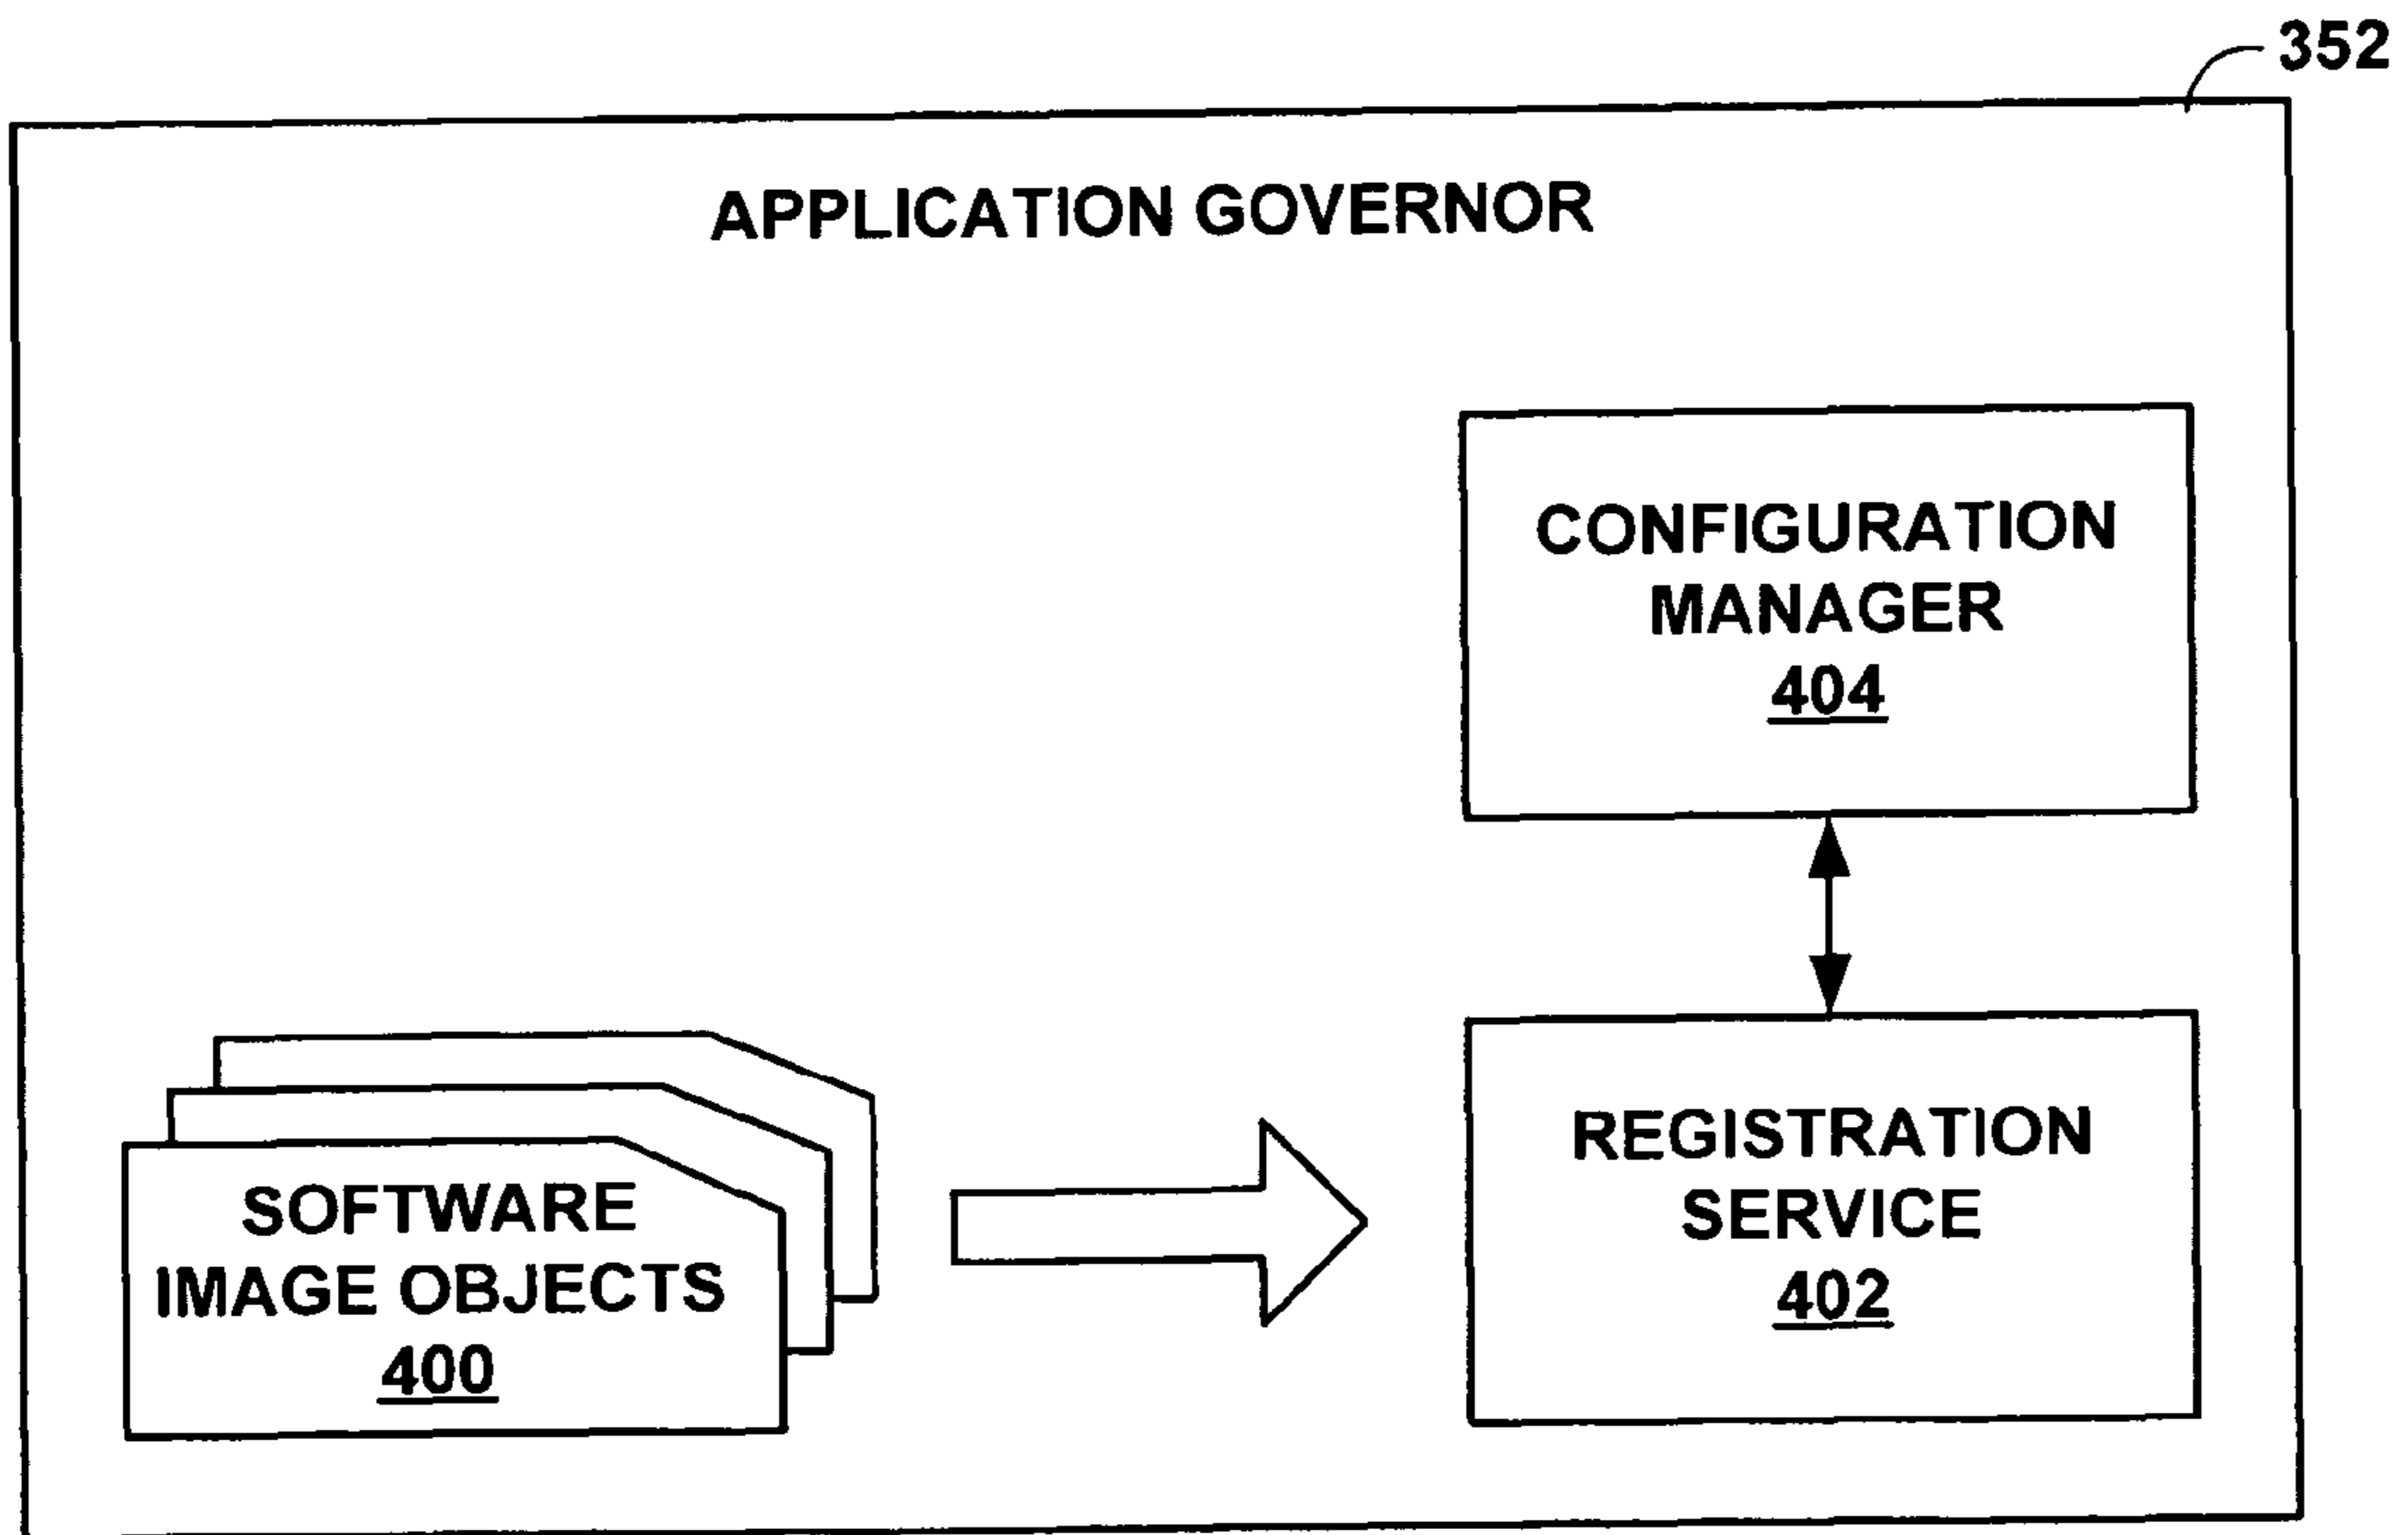 352
APPLICATION GOVERNOR
CONFIGURATION
MANAGER
404
REGISTRATION
SERVICE
402
SOFTWARE
IMAGE OBJECTS
400